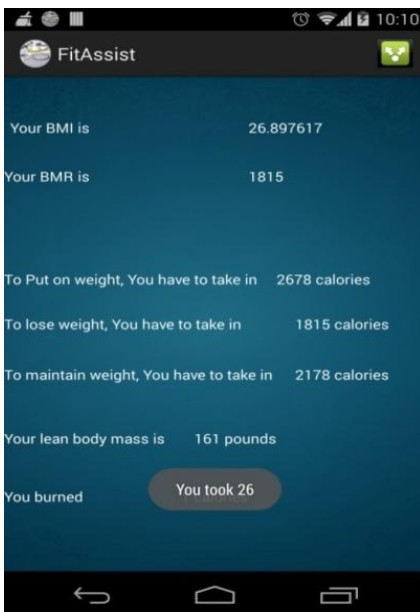 10:10
FitAssist
Your BMI is 26.897617
Your BMR is 1815
To Put on weight, You have to take in 2678 calories
To lose weight, You have to take in 1815 calories
To maintain weight, You have to take in 2178 calories
Your lean body mass is 161 pounds
You burned
You took 26